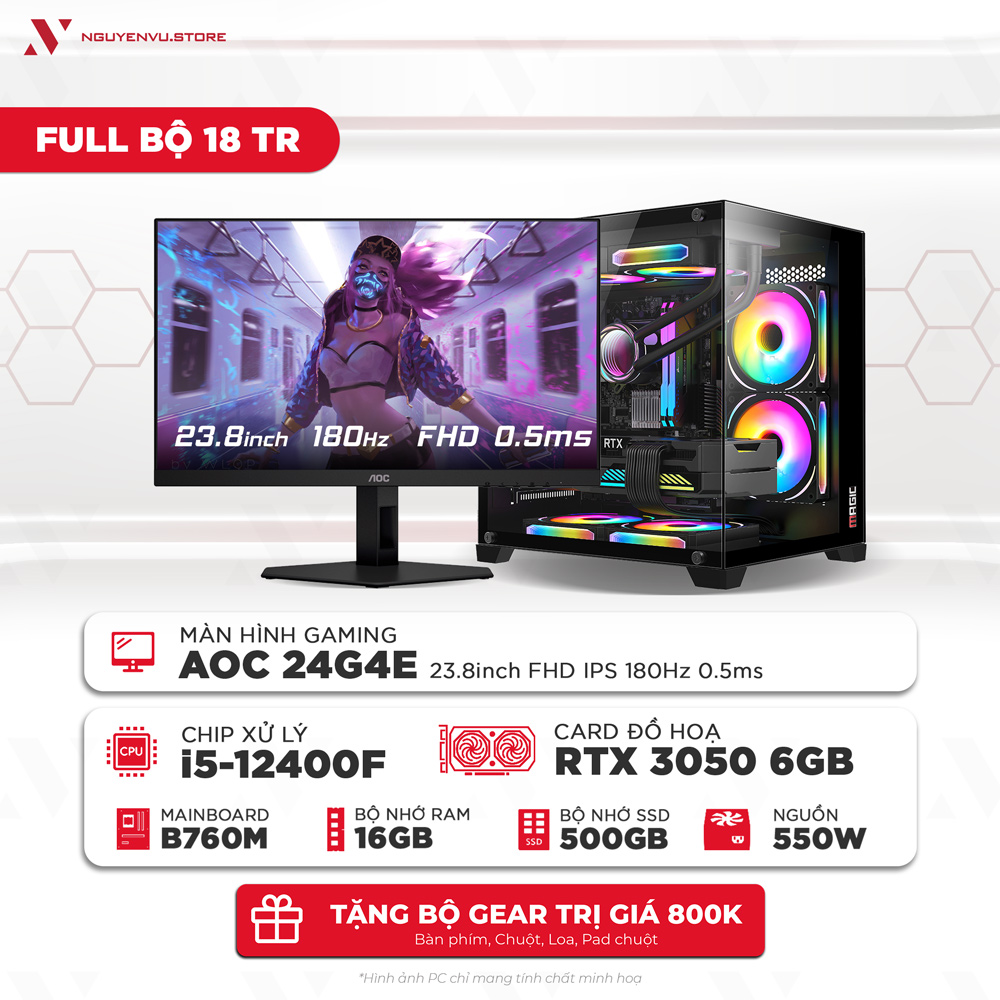 NGUYENVU.STORE
FULL BỘ 18 TR
23.8inch 180Hz FHD 0.5ms
AOC
RTX
MAGIC
MÀN HÌNH GAMING
AOC 24G4E 23.8inch FHD IPS 180Hz 0.5ms
CPU
CHIP XỬ LÝ
i5-12400F
CARD ĐỒ HOẠ
RTX 3050 6GB
MAINBOARD
B760M
BỘ NHỚ RAM
16GB
SSD
BỘ NHỚ SSD
500GB
NGUỒN
550W
TẶNG BỘ GEAR TRỊ GIÁ 800K
Bàn phím, Chuột, Loa, Pad chuột
*Hình ảnh PC chỉ mang tính chất minh hoạ